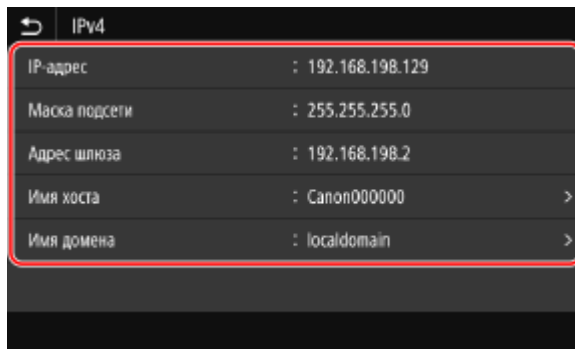 IPv4
IP-адрес : 192.168.198.129
Маска подсети : 255.255.255.0
Адрес шлюза : 192.168.198.2
Имя хоста : Canon000000 >
Имя домена : localdomain >